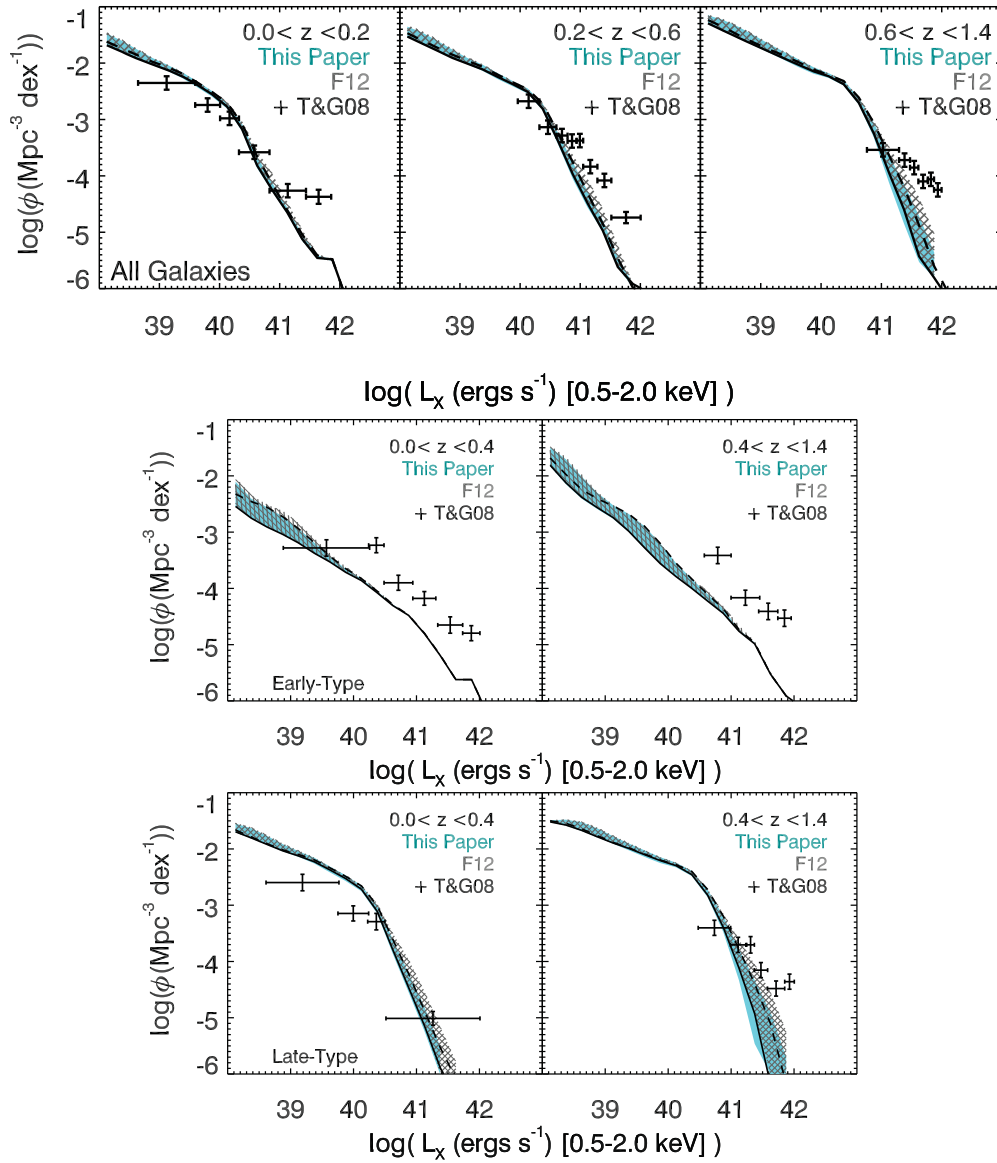 -1
-2
-3
-4
-5
-6
log(ϕ(Mpc⁻³ dex⁻¹))
0.0< z <0.2
This Paper
F12
+ T&G08
All Galaxies
0.2< z <0.6
This Paper
F12
+ T&G08
0.6< z <1.4
This Paper
F12
+ T&G08
39 40 41 42 39 40 41 42 39 40 41 42
log( L_X (ergs s⁻¹) [0.5-2.0 keV] )
-1
-2
-3
-4
-5
-6
log(ϕ(Mpc⁻³ dex⁻¹))
0.0< z <0.4
This Paper
F12
+ T&G08
Early-Type
0.4< z <1.4
This Paper
F12
+ T&G08
39 40 41 42 39 40 41 42
log( L_X (ergs s⁻¹) [0.5-2.0 keV] )
-1
-2
-3
-4
-5
-6
log(ϕ(Mpc⁻³ dex⁻¹))
0.0< z <0.4
This Paper
F12
+ T&G08
Late-Type
0.4< z <1.4
This Paper
F12
+ T&G08
39 40 41 42 39 40 41 42
log( L_X (ergs s⁻¹) [0.5-2.0 keV] )